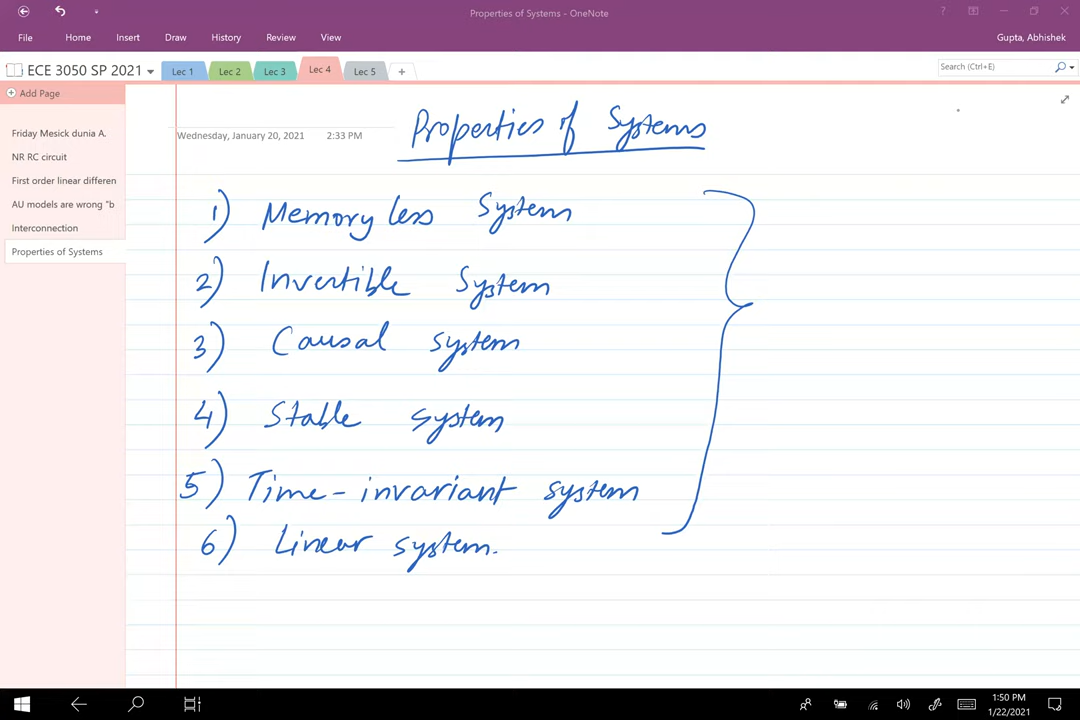 Properties of Systems - OneNote
File Home Insert Draw History Review View
Gupta, Abhishek
ECE 3050 SP 2021
Lec 1 Lec 2 Lec 3 Lec 4 Lec 5
Search (Ctrl+E)
Add Page
Friday Mesick dunia A.
NR RC circuit
First order linear differen
AU models are wrong "b
Interconnection
Properties of Systems
Wednesday, January 20, 2021 2:33 PM
Properties of Systems
1) Memory less System
2) Invertible System
3) Causal system
4) Stable system
5) Time-invariant system
6) Linear system.
1:50 PM
1/22/2021